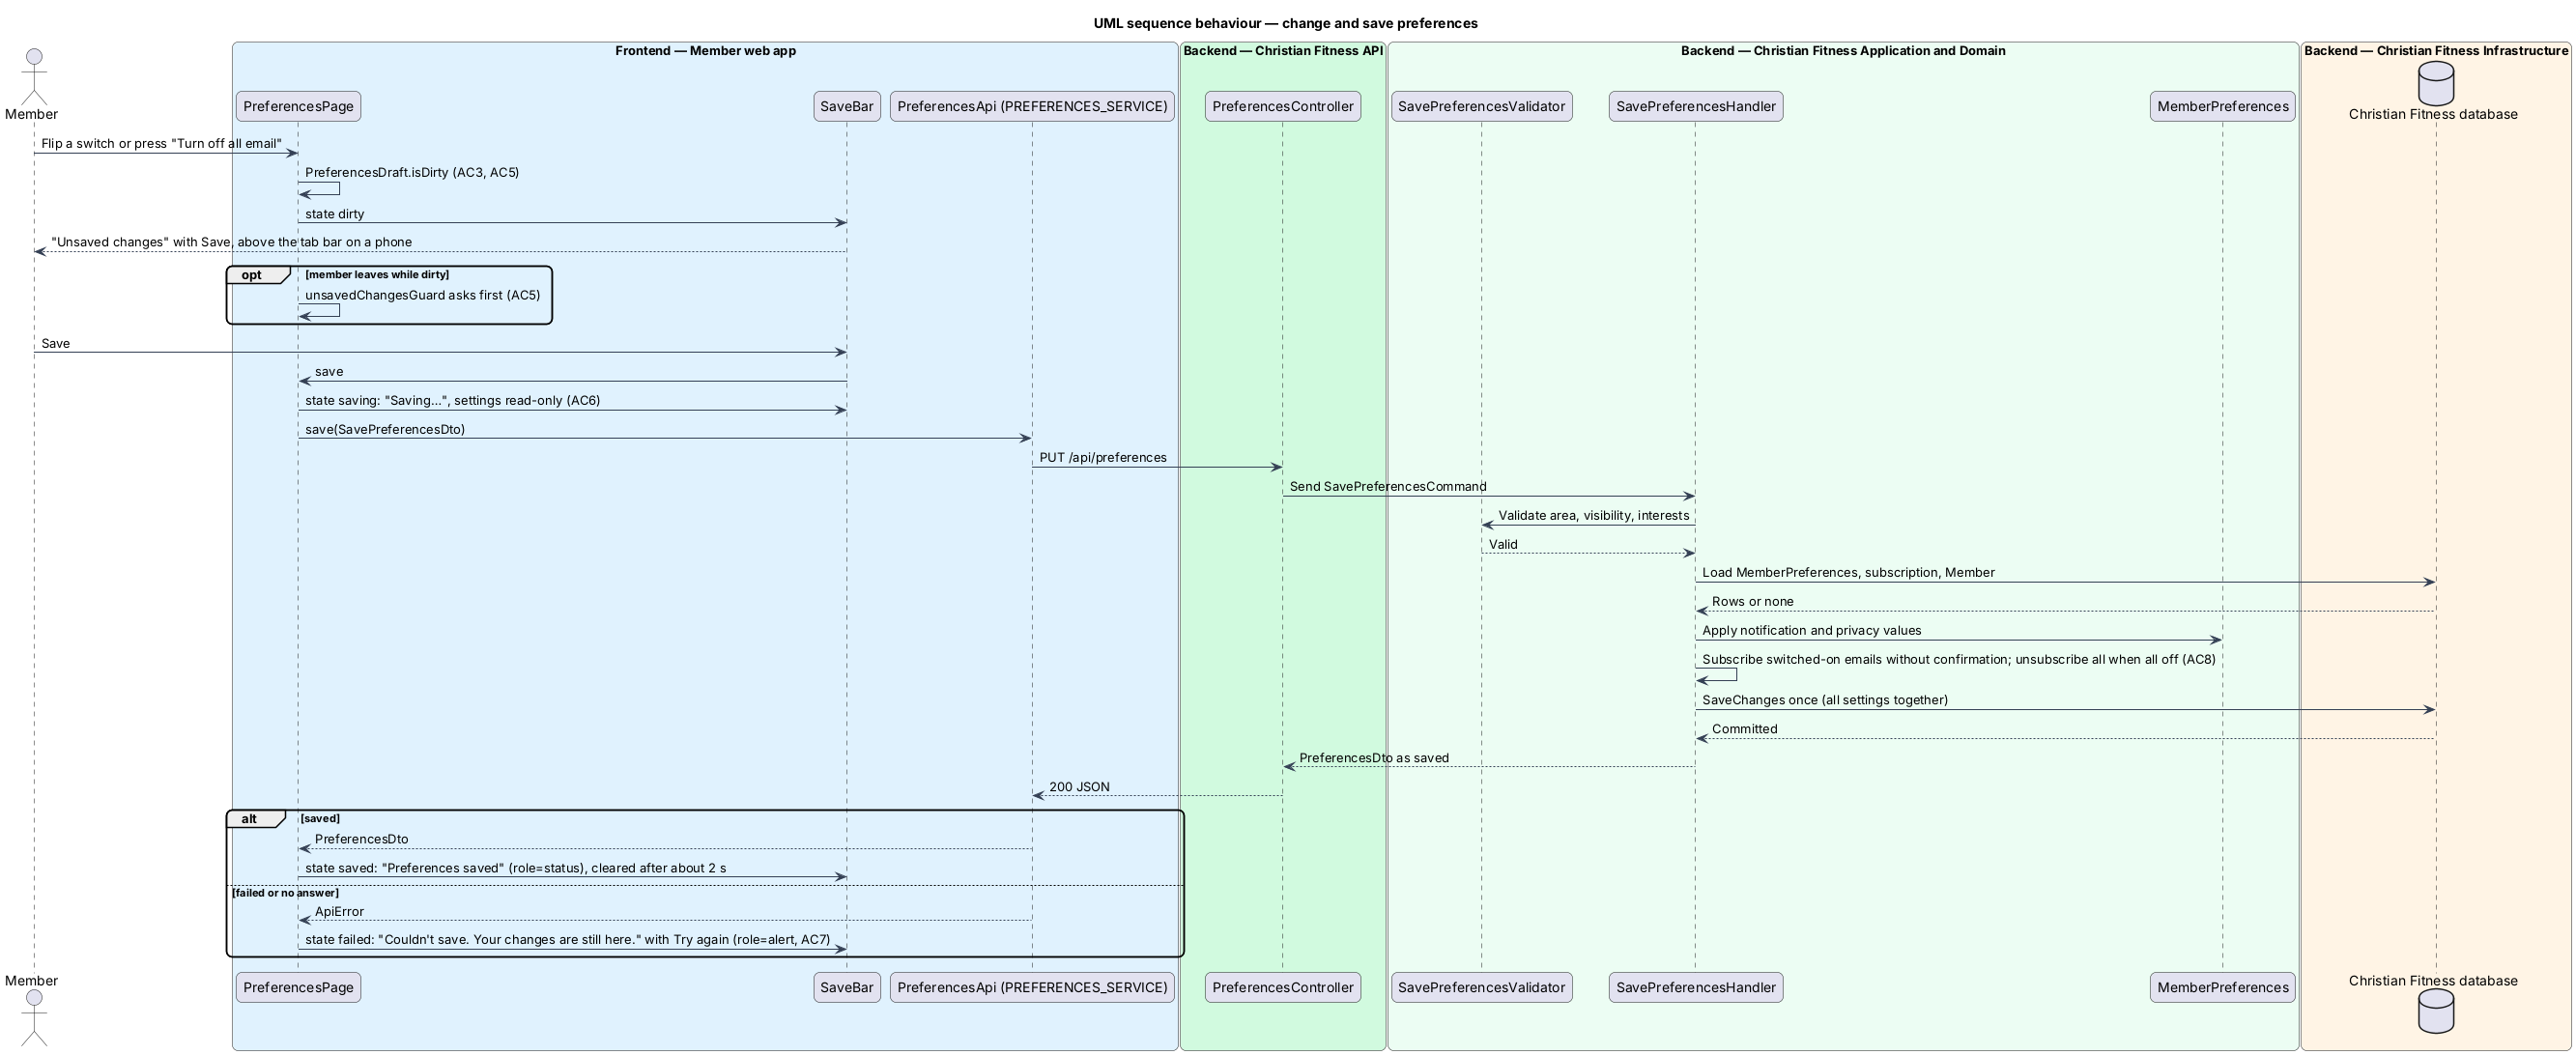 UML sequence behaviour — change and save preferences
Frontend — Member web app
Backend — Christian Fitness API
Backend — Christian Fitness Application and Domain
Backend — Christian Fitness Infrastructure
Member
PreferencesPage
SaveBar
PreferencesApi (PREFERENCES_SERVICE)
PreferencesController
SavePreferencesValidator
SavePreferencesHandler
MemberPreferences
Christian Fitness database
Flip a switch or press "Turn off all email"
PreferencesDraft.isDirty (AC3, AC5)
state dirty
"Unsaved changes" with Save, above the tab bar on a phone
opt
[member leaves while dirty]
unsavedChangesGuard asks first (AC5)
Save
save
state saving: "Saving…", settings read-only (AC6)
save(SavePreferencesDto)
PUT /api/preferences
Send SavePreferencesCommand
Validate area, visibility, interests
Valid
Load MemberPreferences, subscription, Member
Rows or none
Apply notification and privacy values
Subscribe switched-on emails without confirmation; unsubscribe all when all off (AC8)
SaveChanges once (all settings together)
Committed
PreferencesDto as saved
200 JSON
alt
[saved]
PreferencesDto
state saved: "Preferences saved" (role=status), cleared after about 2 s
[failed or no answer]
ApiError
state failed: "Couldn't save. Your changes are still here." with Try again (role=alert, AC7)
Member
PreferencesPage
SaveBar
PreferencesApi (PREFERENCES_SERVICE)
PreferencesController
SavePreferencesValidator
SavePreferencesHandler
MemberPreferences
Christian Fitness database